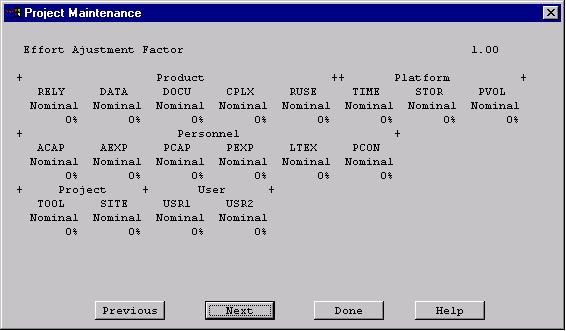 Project Maintenance
Effort Ajustment Factor 1.00
+ Product ++ Platform +
RELY DATA DOCU CPLX RUSE TIME STOR PVOL
Nominal Nominal Nominal Nominal Nominal Nominal Nominal Nominal
0% 0% 0% 0% 0% 0% 0% 0%
+ Personnel +
ACAP AEXP PCAP PEXP LTEX PCON
Nominal Nominal Nominal Nominal Nominal Nominal
0% 0% 0% 0% 0% 0%
+ Project + User +
TOOL SITE USR1 USR2
Nominal Nominal Nominal Nominal
0% 0% 0% 0%
Previous Next Done Help